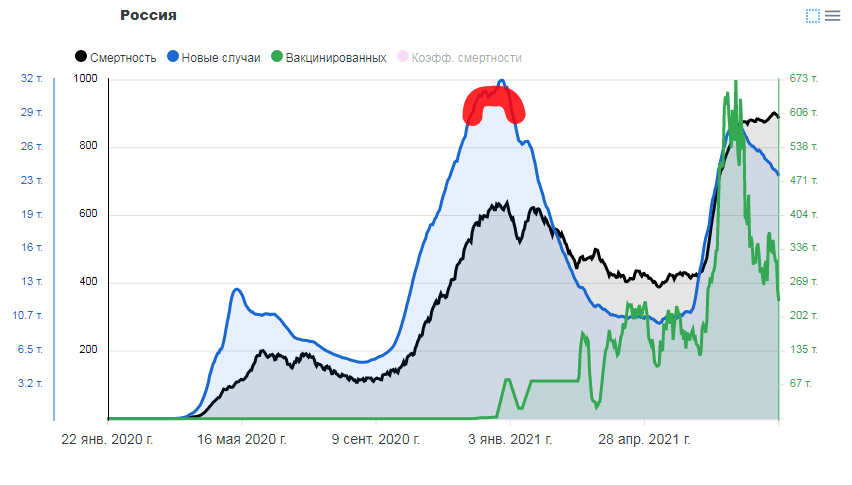 Россия
Смертность Новые случаи Вакцинированных Коэфф. смертности
32 т. 1000 673 т.
29 т. 606 т.
26 т. 800 538 т.
23 т. 471 т.
19 т. 600 404 т.
16 т. 336 т.
13 т. 400 269 т.
10.7 т. 202 т.
6.5 т. 200 135 т.
3.2 т. 67 т.
22 янв. 2020 г. 16 мая 2020 г. 9 сент. 2020 г. 3 янв. 2021 г. 28 апр. 2021 г.